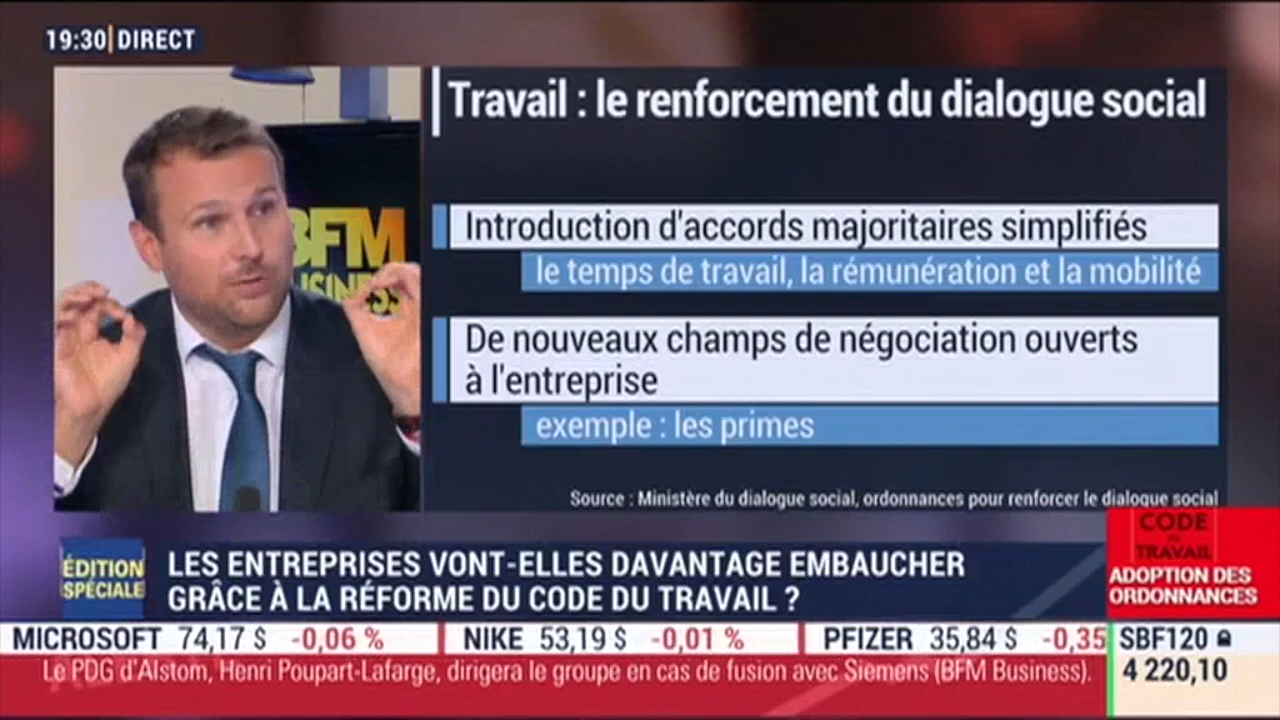 19:30 DIRECT
Travail : le renforcement du dialogue social
BFM
BUSINESS
Introduction d'accords majoritaires simplifiés
le temps de travail, la rémunération et la mobilité
De nouveaux champs de négociation ouverts
à l'entreprise
exemple : les primes
Source : Ministère du dialogue social, ordonnances pour renforcer le dialogue social
ÉDITION
SPÉCIALE
LES ENTREPRISES VONT-ELLES DAVANTAGE EMBAUCHER
GRÂCE À LA RÉFORME DU CODE DU TRAVAIL ?
CODE
TRAVAIL
ADOPTION DES
ORDONNANCES
MICROSOFT 74,17 $ -0,06 % NIKE 53,19 $ -0,01 % PFIZER 35,84 $ -0,35
SBF120
4 220,10
Le PDG d'Alstom, Henri Poupart-Lafarge, dirigera le groupe en cas de fusion avec Siemens (BFM Business).